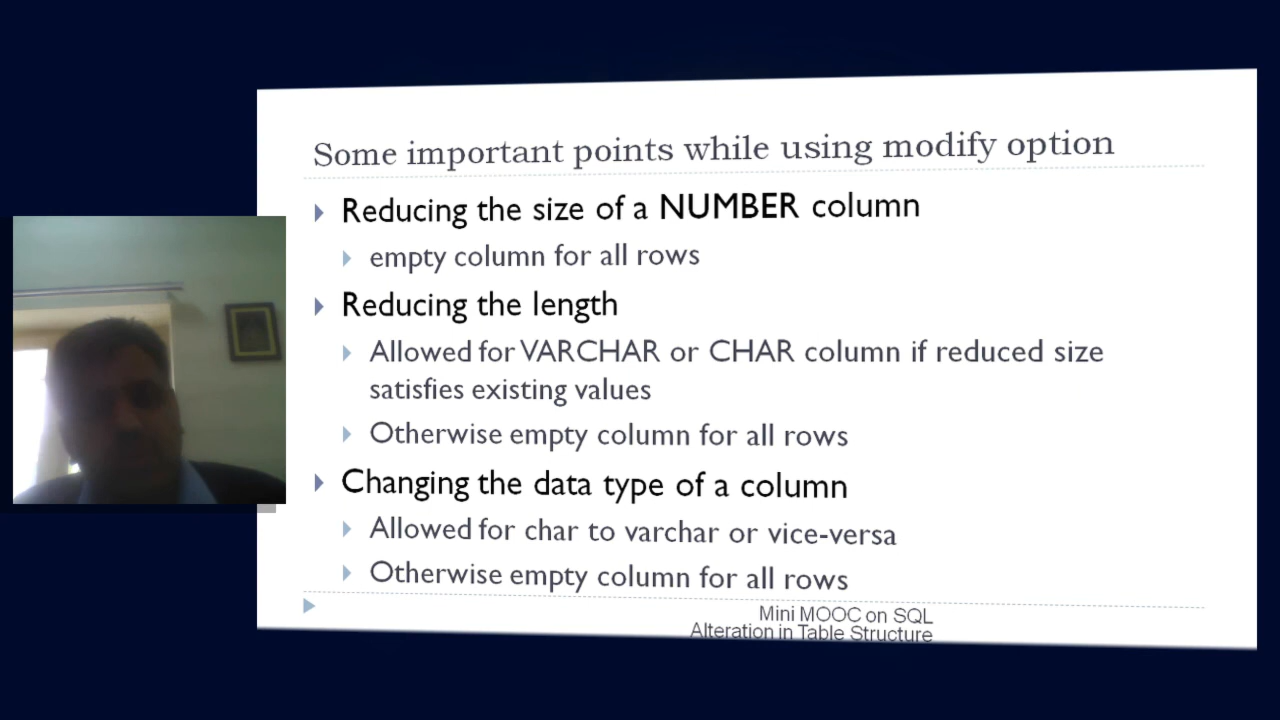 Some important points while using modify option
Reducing the size of a NUMBER column
empty column for all rows
Reducing the length
Allowed for VARCHAR or CHAR column if reduced size
satisfies existing values
Otherwise empty column for all rows
Changing the data type of a column
Allowed for char to varchar or vice-versa
Otherwise empty column for all rows
Mini MOOC on SQL
Alteration in Table Structure